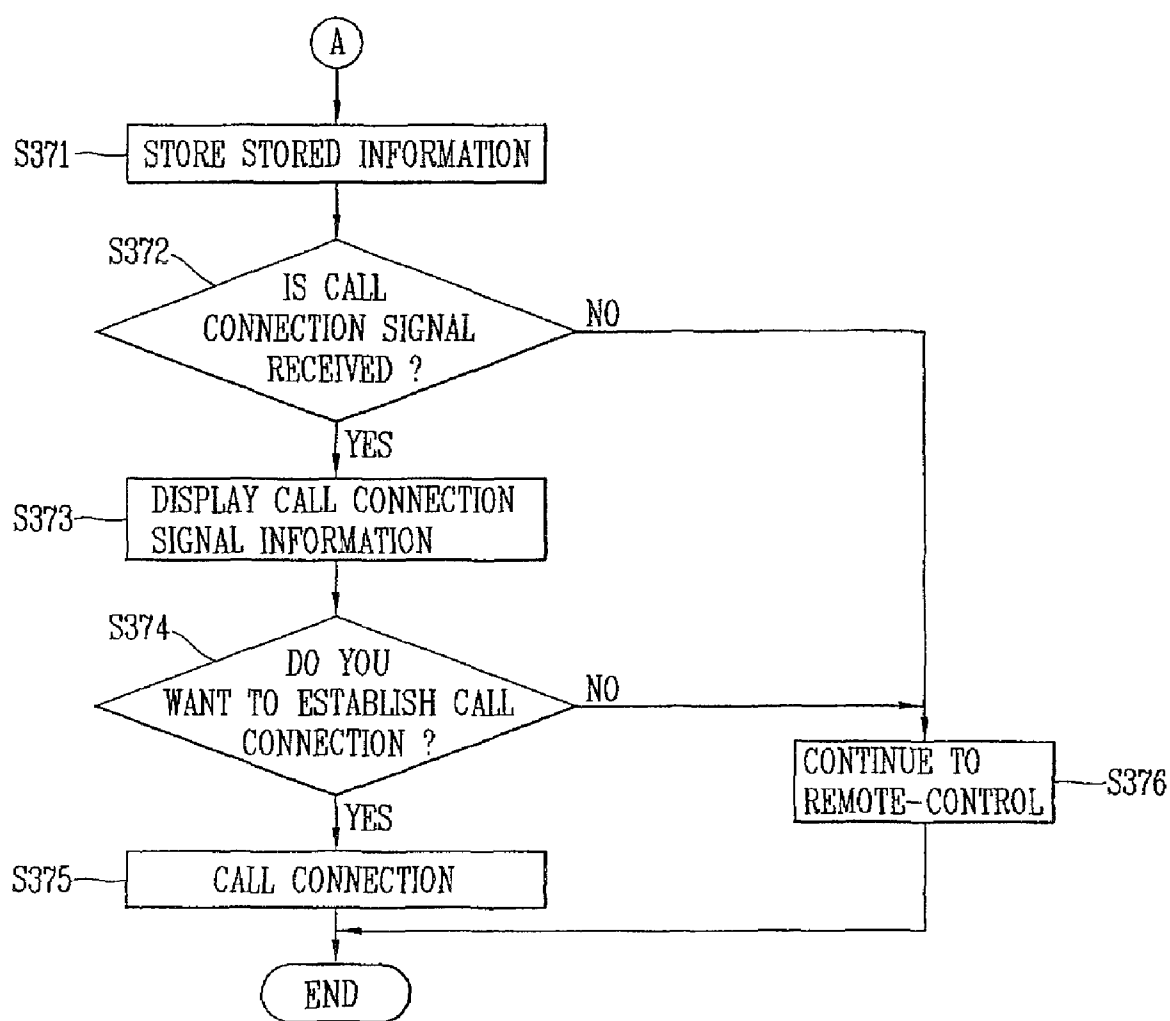 A
S371
STORE STORED INFORMATION
S372
IS CALL
CONNECTION SIGNAL
RECEIVED ?
NO
YES
S373
DISPLAY CALL CONNECTION
SIGNAL INFORMATION
S374
DO YOU
WANT TO ESTABLISH CALL
CONNECTION ?
NO
YES
CONTINUE TO
REMOTE-CONTROL
S376
S375
CALL CONNECTION
END